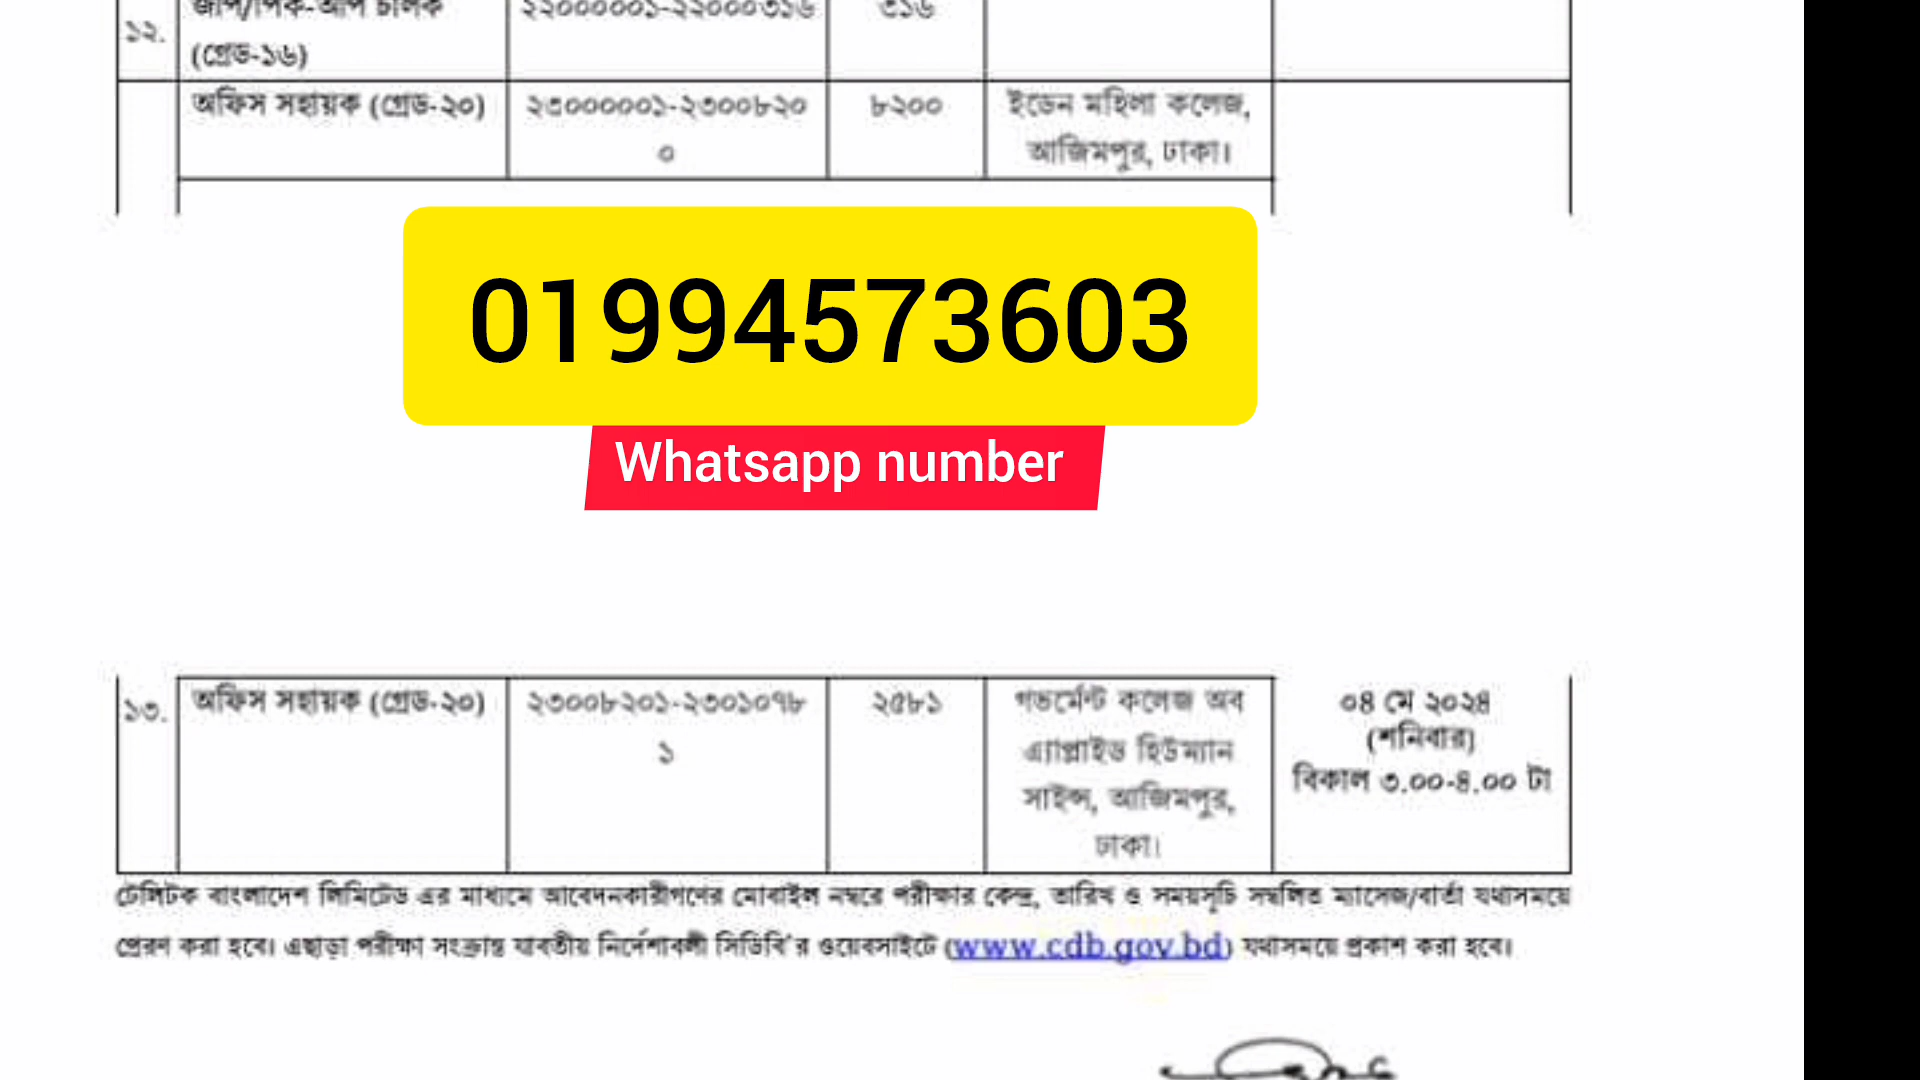 জীপ/পিক-আপ চালক ২২০০০০০১-২২০০০৩১৬ ৩১৬
১২.
(গ্রেড-১৬)
অফিস সহায়ক (গ্রেড-২০) ২৩০০০০০১-২৩০০৮২০ ৮২০০ ইডেন মহিলা কলেজ,
০ আজিমপুর, ঢাকা।
01994573603
Whatsapp number
১৩. অফিস সহায়ক (গ্রেড-২০) ২৩০০৮২০১-২৩০১০৭৮ ২৫৮১ গভর্মেন্ট কলেজ অব ০৪ মে ২০২৪
(শনিবার)
১ এ্যাপ্লাইড হিউম্যান
বিকাল ৩.০০-৪.০০ টা
সাইন্স, আজিমপুর,
ঢাকা।
টেলিটক বাংলাদেশ লিমিটেড এর মাধ্যমে আবেদনকারীগণের মোবাইল নম্বরে পরীক্ষার কেন্দ্র, তারিখ ও সময়সূচি সম্বলিত ম্যাসেজ/বার্তা যথাসময়ে
প্রেরণ করা হবে। এছাড়া পরীক্ষা সংক্রান্ত যাবতীয় নির্দেশাবলী সিডিবি'র ওয়েবসাইটে (www.cdb.gov.bd) যথাসময়ে প্রকাশ করা হবে।